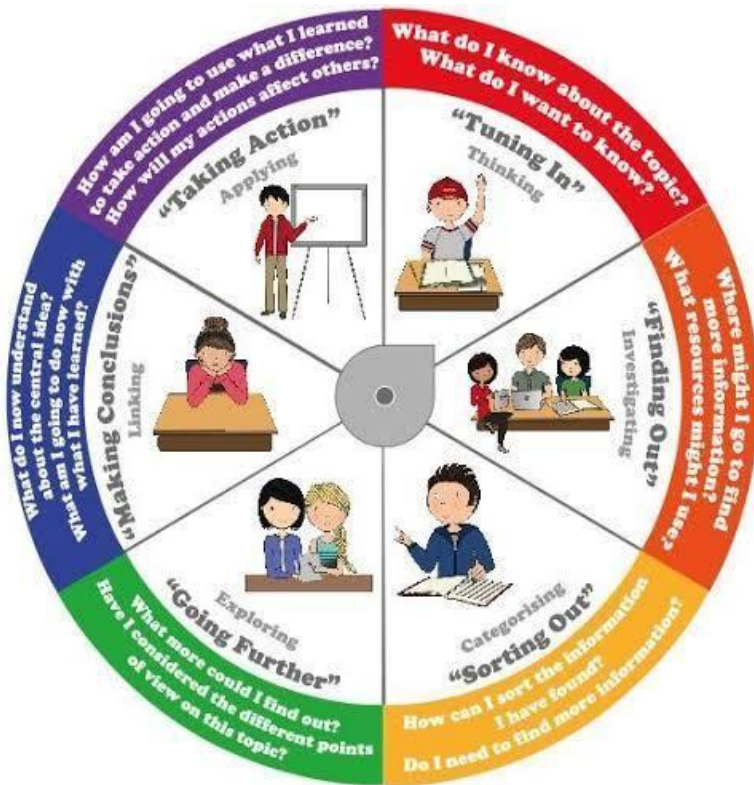 What do I know about the topic?
What do I want to know?
“Tuning In”
Thinking
Where might I go to find
more information?
What resources might I use?
“Finding Out”
Investigating
How can I sort the information
I have found?
Do I need to find more information?
“Sorting Out”
Categorising
What more could I find out?
Have I considered the different points
of view on this topic?
“Going Further”
Exploring
What do I now understand
about the central idea?
What am I going to do now with
what I have learned?
“Making Conclusions”
Linking
How am I going to use what I learned
to take action and make a difference?
How will my actions affect others?
“Taking Action”
Applying